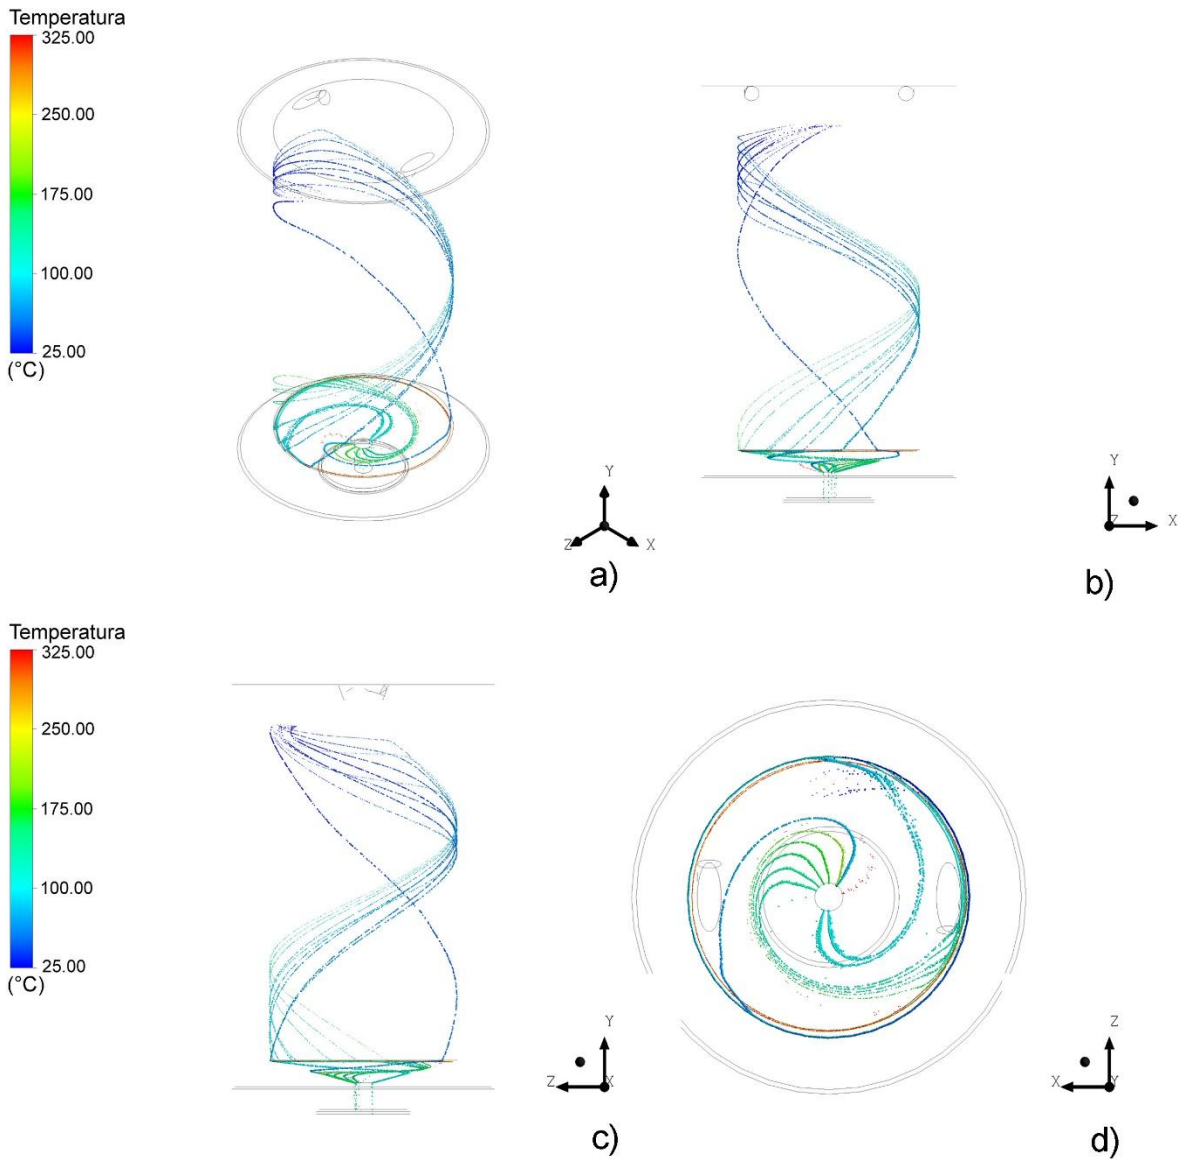 Temperatura
325.00
250.00
175.00
100.00
25.00
(°C)
Y
Z
X
a)
Y
Z
X
b)
Temperatura
325.00
250.00
175.00
100.00
25.00
(°C)
Y
Z
X
c)
Z
X
Y
d)